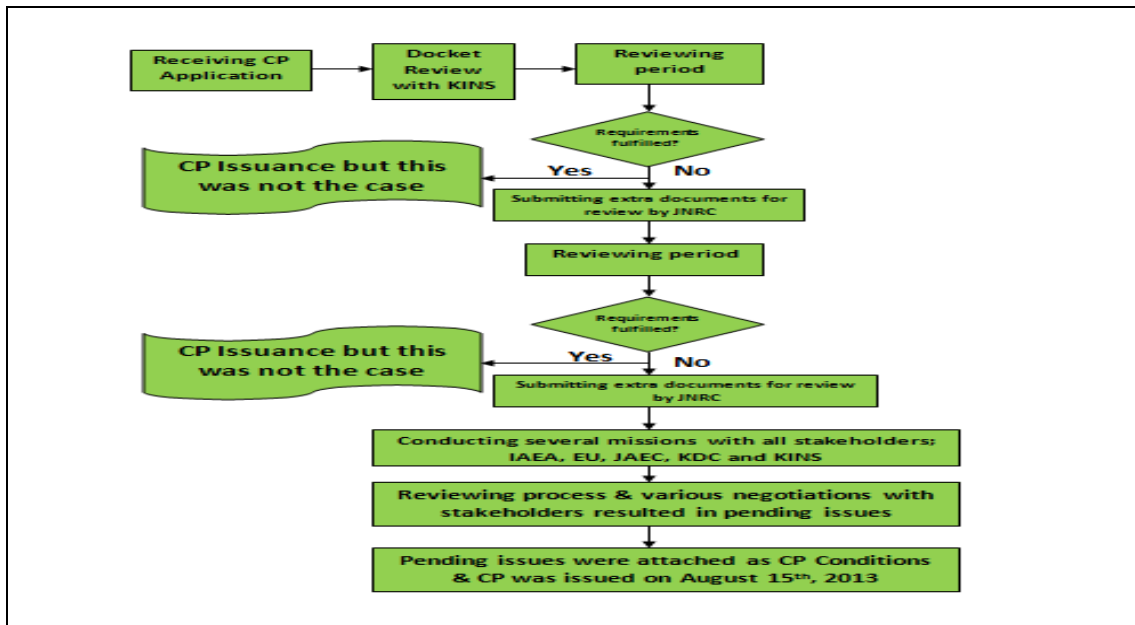 Receiving CP
Application
Docket
Review
with KINS
Reviewing
period
Requirements
fulfilled?
Yes
No
CP Issuance but this
was not the case
Submitting extra documents for
review by JNRC
Reviewing period
Requirements
fulfilled?
Yes
No
CP Issuance but this
was not the case
Submitting extra documents for review
by JNRC
Conducting several missions with all stakeholders;
IAEA, EU, JAEC, KDC and KINS
Reviewing process & various negotiations with
stakeholders resulted in pending issues
Pending issues were attached as CP Conditions
& CP was issued on August 15th, 2013